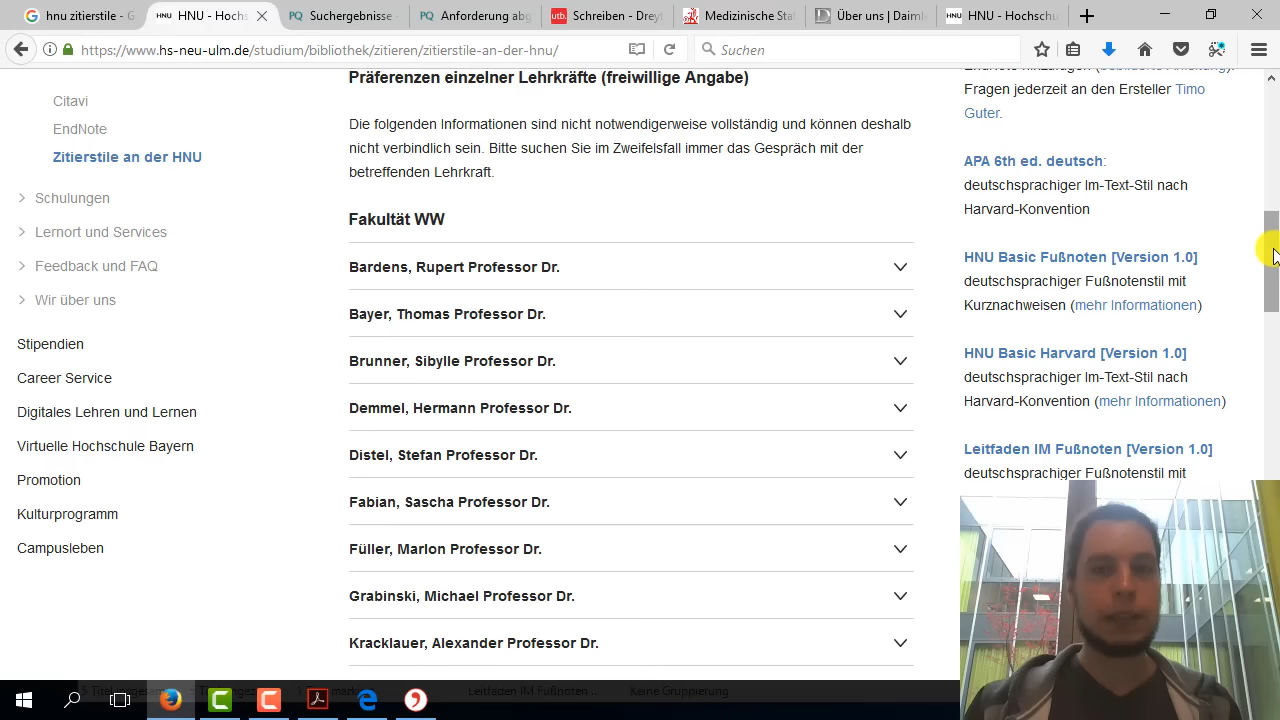 hnu zitierstile - G
HNU - Hochs
Suchergebnisse -
Anforderung abg
utb. Schreiben - Dreyf
Medizinische Stat
Über uns | Daiml
HNU HNU - Hochschu
https://www.hs-neu-ulm.de/studium/bibliothek/zitieren/zitierstile-an-der-hnu/
Suchen
Citavi
EndNote
Zitierstile an der HNU
Schulungen
Lernort und Services
Feedback und FAQ
Wir über uns
Stipendien
Career Service
Digitales Lehren und Lernen
Virtuelle Hochschule Bayern
Promotion
Kulturprogramm
Campusleben
Präferenzen einzelner Lehrkräfte (freiwillige Angabe)
Die folgenden Informationen sind nicht notwendigerweise vollständig und können deshalb
nicht verbindlich sein. Bitte suchen Sie im Zweifelsfall immer das Gespräch mit der
betreffenden Lehrkraft.
Fakultät WW
Bardens, Rupert Professor Dr.
Bayer, Thomas Professor Dr.
Brunner, Sibylle Professor Dr.
Demmel, Hermann Professor Dr.
Distel, Stefan Professor Dr.
Fabian, Sascha Professor Dr.
Füller, Marlon Professor Dr.
Grabinski, Michael Professor Dr.
Kracklauer, Alexander Professor Dr.
Fragen jederzeit an den Ersteller Timo
Guter.
APA 6th ed. deutsch:
deutschsprachiger Im-Text-Stil nach
Harvard-Konvention
HNU Basic Fußnoten [Version 1.0]
deutschsprachiger Fußnotenstil mit
Kurznachweisen (mehr Informationen)
HNU Basic Harvard [Version 1.0]
deutschsprachiger Im-Text-Stil nach
Harvard-Konvention (mehr Informationen)
Leitfaden IM Fußnoten [Version 1.0]
deutschsprachiger Fußnotenstil mit
Leitfaden IM Fußnoten ...
Keine Gruppierung